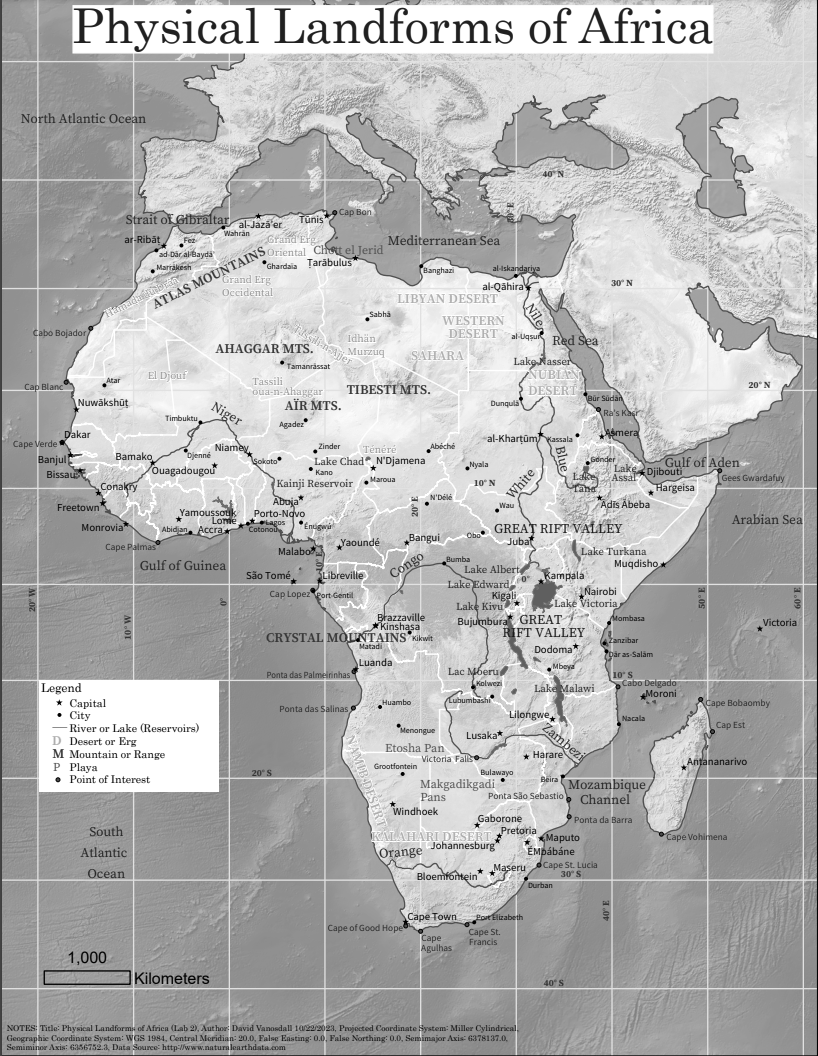 Physical Landforms of Africa
North Atlantic Ocean
40° N
40° E
Strait of Gibraltar
al-Jazā'er
Tūnis
Cap Bon
Wahrān
ar-Ribāṭ
Fez
ad-Dār al-Bayḍā'
Marrākesh
Grand Erg
Oriental
Chott el Jerid
Mediterranean Sea
Ghardaia
Ṭarābulus
Banghazi
al-Iskandariya
al-Qāhira
ATLAS MOUNTAINS
Grand Erg
Occidental
30° N
LIBYAN DESERT
Nile
Cabo Bojador
Sabhā
WESTERN
DESERT
al-Uqsur
Red Sea
Idhān
Murzūq
AHAGGAR MTS.
SAHARA
Tamanrassat
Lake Nasser
NUBIAN
DESERT
El Djouf
Cap Blanc
Atar
Tassili
oua-n-Ahaggar
TIBESTI MTS.
20° N
Nuwākshūṭ
AÏR MTS.
Dunqulā
Būr Sūdān
Ra's Kasr
Timbuktu
Niger
Agadez
Cape Verde
Dakar
al-Kharṭūm
Kassala
Asmera
Banjul
Bissau
Bamako
Djenné
Niamey
Sokoto
Zinder
Kano
Lake Chad
Ténéré
N'Djamena
Abéché
Ouagadougou
Nyala
Blue
Gonder
Lake
Tana
Lake
Assal
Djibouti
Gulf of Aden
Gees Gwardafuy
Kainji Reservoir
Maroua
10° N
White
Conakry
Freetown
Abuja
20° E
N'Délé
Wau
Adis Abeba
Hargeisa
Yamoussouk
Lomé
Porto-Novo
Lagos
Cotonou
Enugwu
Arabian Sea
Monrovia
Abidjan
Accra
Cape Palmas
Malabo
Yaoundé
Bangui
Obo
Juba
GREAT RIFT VALLEY
Lake Turkana
Gulf of Guinea
10° E
Congo
Bumba
Lake Albert
0°
Kampala
Muqdisho
São Tomé
Libreville
Lake Edward
Cap Lopez
Port-Gentil
Kigali
Nairobi
Lake Victoria
Lake Kivu
20° W
0°
50° E
60° E
10° W
Brazzaville
Kinshasa
Kikwit
Bujumbura
GREAT
RIFT VALLEY
Mombasa
Victoria
CRYSTAL MOUNTAINS
Matadi
Dodoma
Zanzibar
Dār as-Salām
Luanda
Ponta das Palmeirinhas
Lac Moeru
Mbeya
10° S
Cabo Delgado
Kolwezi
Lubumbashi
Lake Malawi
Moroni
Ponta das Salinas
Huambo
Lilongwe
Nacala
Cape Bobaomby
Cap Est
Menongue
Lusaka
Zambezi
Etosha Pan
Victoria Falls
Harare
Antananarivo
Grootfontein
20° S
Bulawayo
Beira
NAMIB DESERT
Makgadikgadi
Pans
Ponta São Sebastio
Mozambique
Channel
Windhoek
Gaborone
Ponta da Barra
Pretoria
KALAHARI DESERT
Johannesburg
Maputo
Cape Vohimena
ÉMbábáne
Orange
Maseru
Cape St. Lucia
Bloemfontein
30° S
Durban
40° E
Cape Town
Port Elizabeth
Cape of Good Hope
Cape
Agulhas
Cape St.
Francis
40° S
Legend
Capital
City
River or Lake (Reservoirs)
D Desert or Erg
M Mountain or Range
P Playa
Point of Interest
South
Atlantic
Ocean
1,000
Kilometers
NOTES: Title: Physical Landforms of Africa (Lab 2), Author: David Vanosdall 10/22/2023, Projected Coordinate System: Miller Cylindrical,
Geographic Coordinate System: WGS 1984, Central Meridian: 20.0, False Easting: 0.0, False Northing: 0.0, Semimajor Axis: 6378137.0,
Semiminor Axis: 6356752.3, Data Source: http://www.naturalearthdata.com